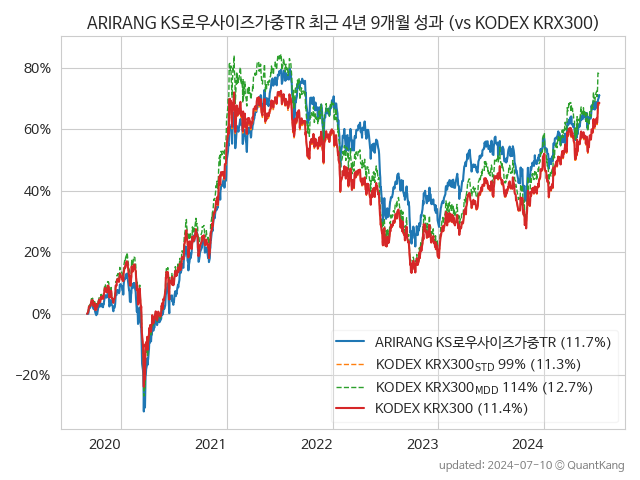 ARIRANG KS로우사이즈가중TR 최근 4년 9개월 성과 (vs KODEX KRX300)
80%
60%
40%
20%
0%
−20%
ARIRANG KS로우사이즈가중TR (11.7%)
KODEX KRX300STD 99% (11.3%)
KODEX KRX300MDD 114% (12.7%)
KODEX KRX300 (11.4%)
2020 2021 2022 2023 2024
updated: 2024-07-10 © QuantKang